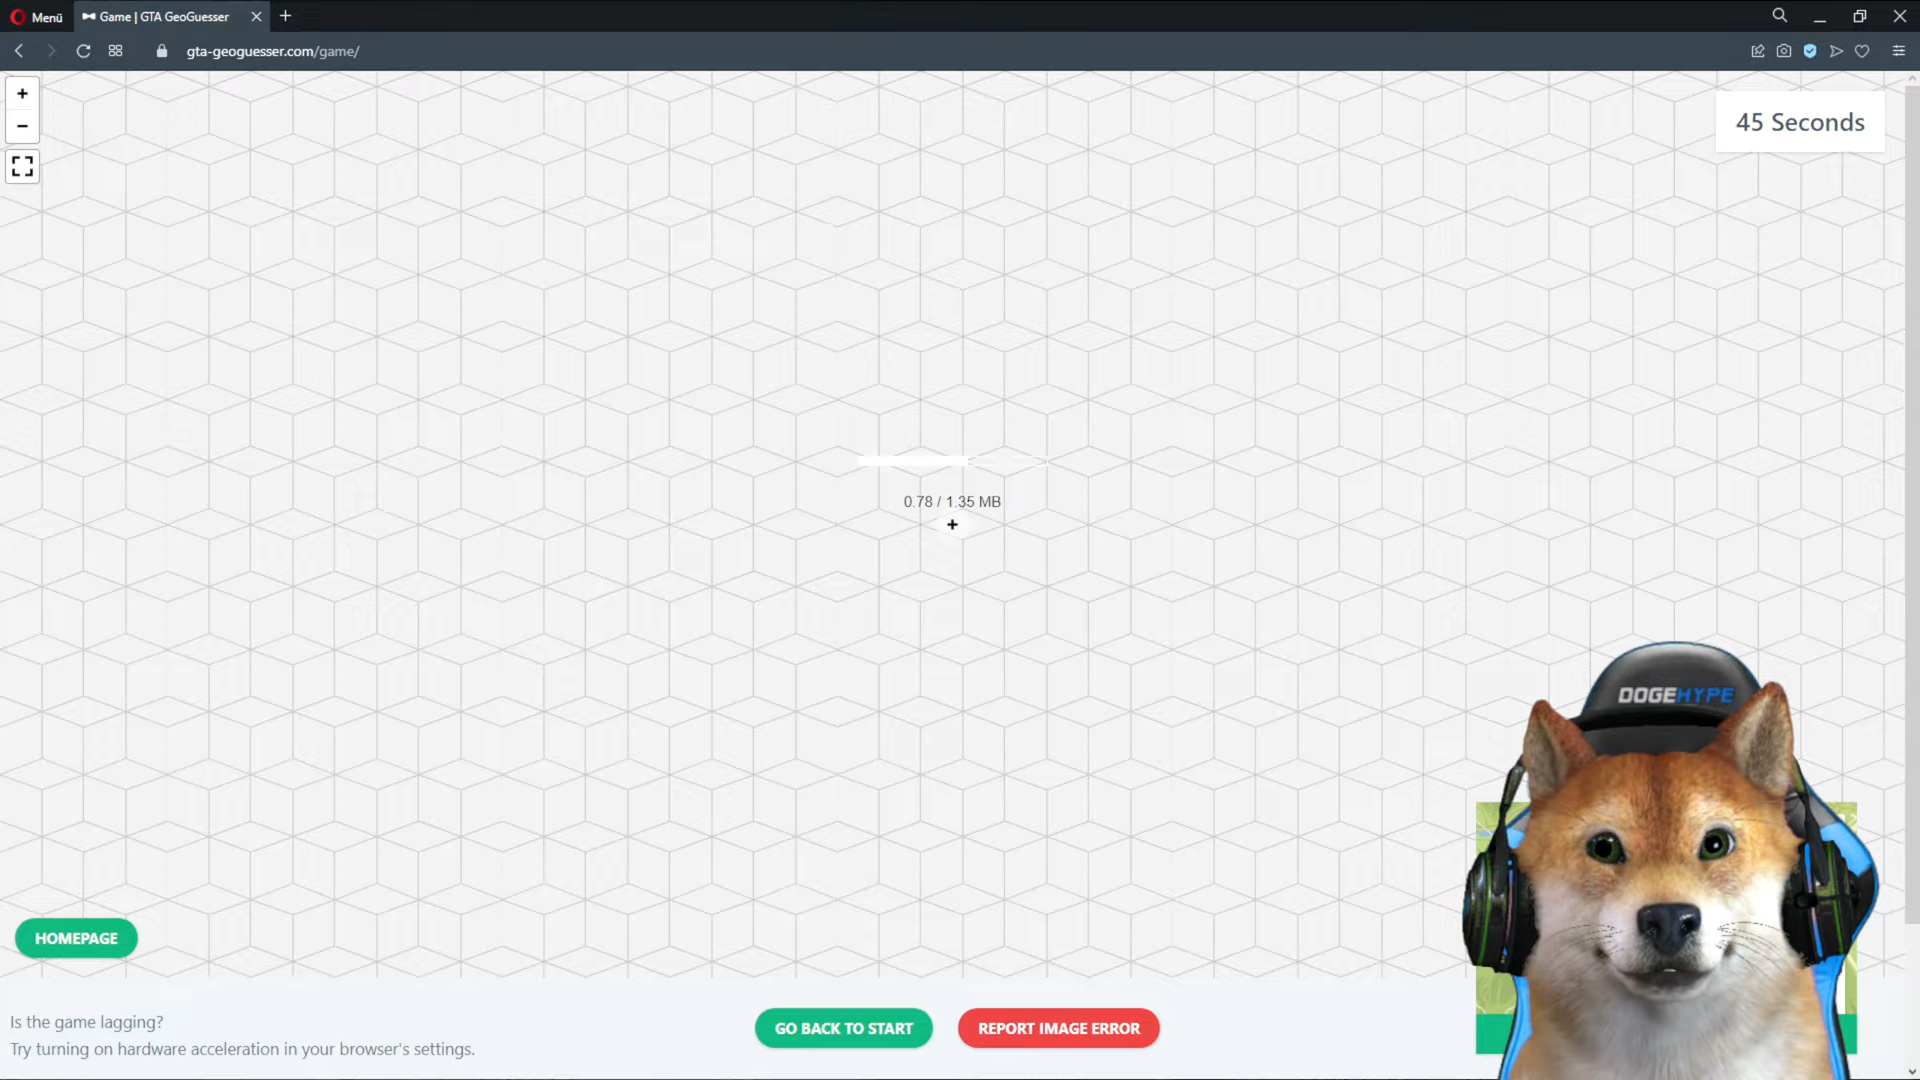 Menü
Game | GTA GeoGuesser
gta-geoguesser.com/game/
45 Seconds
0.78 / 1.35 MB
DOGEHYPE
HOMEPAGE
Is the game lagging?
Try turning on hardware acceleration in your browser's settings.
GO BACK TO START
REPORT IMAGE ERROR